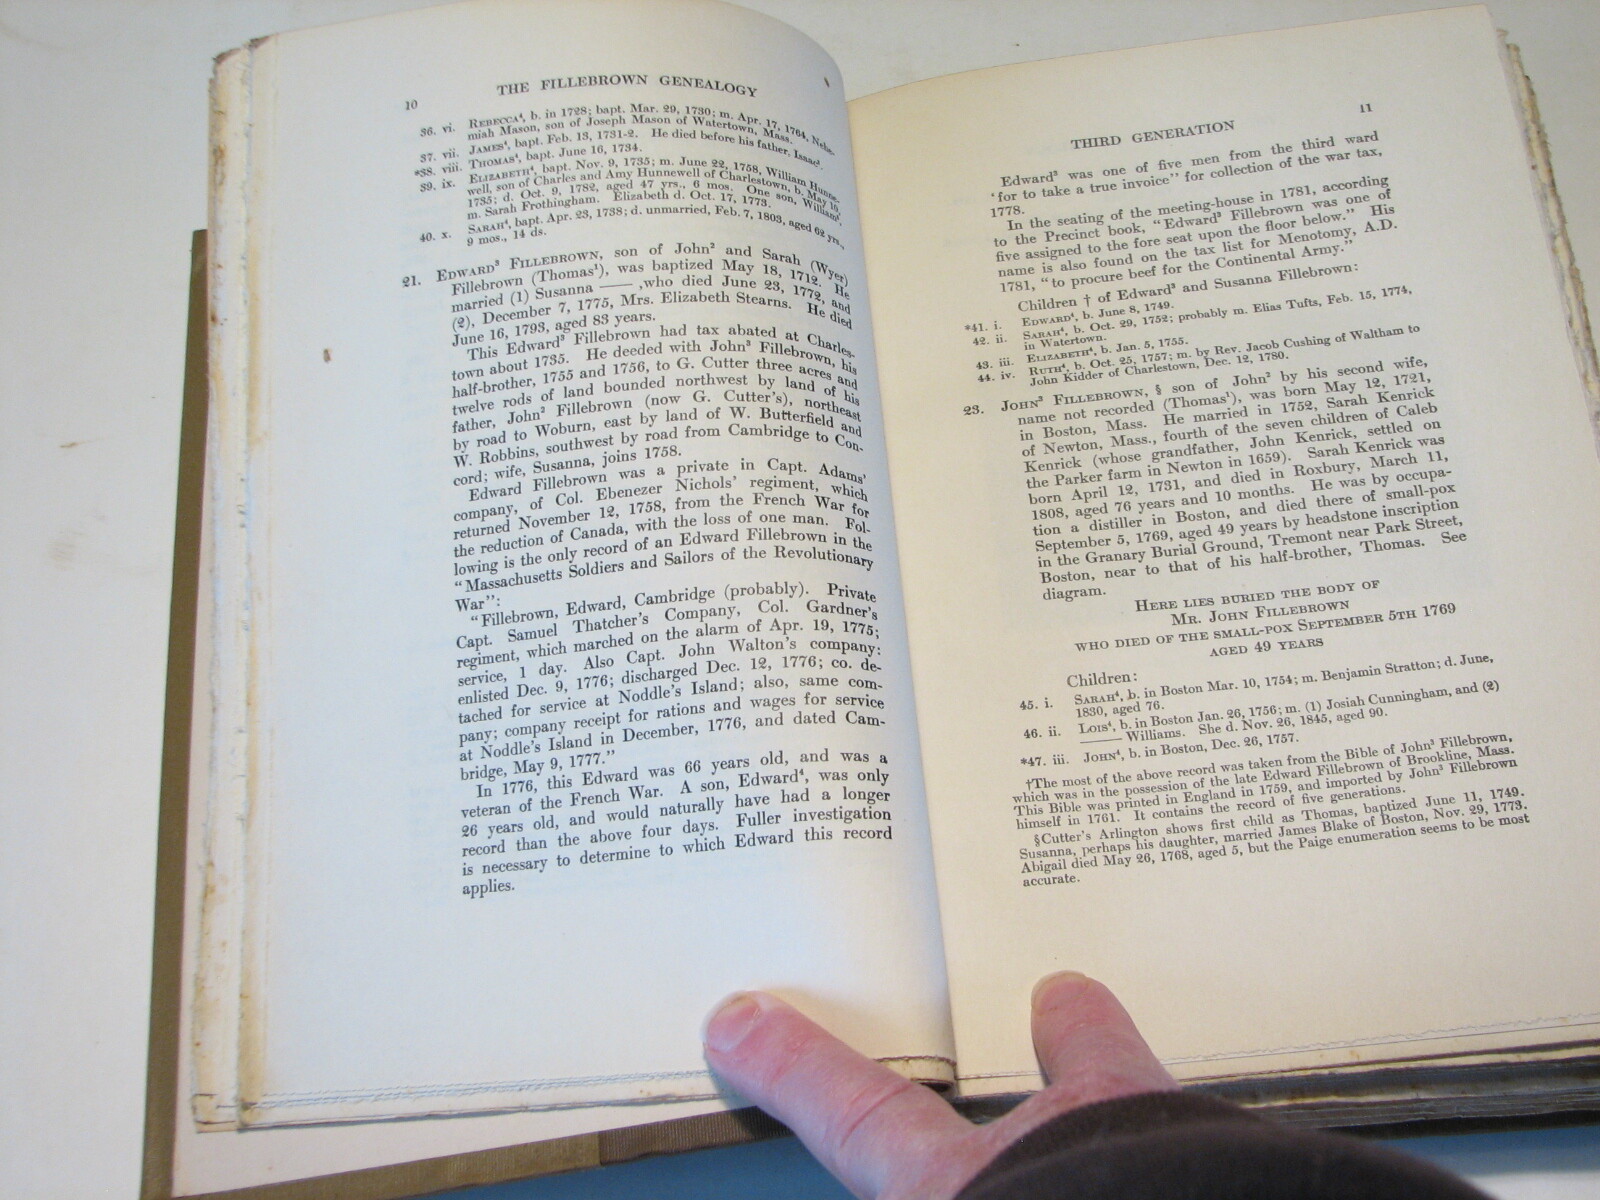 10
THE FILLEBROWN GENEALOGY
36. vi. REBECCA⁴, b. in 1728; bapt. Mar. 29, 1730; m. Apr. 17, 1764, Nehe-
miah Mason, son of Joseph Mason of Watertown, Mass.
37. vii. JAMES⁴, bapt. Feb. 13, 1731-2. He died before his father, Isaac³.
*38. viii. THOMAS⁴, bapt. June 16, 1734.
39. ix. ELIZABETH⁴, bapt. Nov. 9, 1735; m. June 22, 1758, William Hunne-
well, son of Charles and Amy Hunnewell of Charlestown, b. May 10,
1735; d. Oct. 9, 1782, aged 47 yrs., 6 mos. One son, William,
m. Sarah Frothingham. Elizabeth d. Oct. 17, 1773.
40. x. SARAH⁴, bapt. Apr. 23, 1738; d. unmarried, Feb. 7, 1803, aged 62 yrs.,
9 mos., 14 ds.
21. EDWARD³ FILLEBROWN, son of John² and Sarah (Wyer)
Fillebrown (Thomas¹), was baptized May 18, 1712. He
married (1) Susanna —— ,who died June 23, 1772, and
(2), December 7, 1775, Mrs. Elizabeth Stearns. He died
June 16, 1793, aged 83 years.
This Edward³ Fillebrown had tax abated at Charles-
town about 1735. He deeded with John³ Fillebrown, his
half-brother, 1755 and 1756, to G. Cutter three acres and
twelve rods of land bounded northwest by land of his
father, John² Fillebrown (now G. Cutter's), northeast
by road to Woburn, east by land of W. Butterfield and
W. Robbins, southwest by road from Cambridge to Con-
cord; wife, Susanna, joins 1758.
Edward Fillebrown was a private in Capt. Adams'
company, of Col. Ebenezer Nichols' regiment, which
returned November 12, 1758, from the French War for
the reduction of Canada, with the loss of one man. Fol-
lowing is the only record of an Edward Fillebrown in the
"Massachusetts Soldiers and Sailors of the Revolutionary
War":
"Fillebrown, Edward, Cambridge (probably). Private
Capt. Samuel Thatcher's Company, Col. Gardner's
regiment, which marched on the alarm of Apr. 19, 1775;
service, 1 day. Also Capt. John Walton's company:
enlisted Dec. 9, 1776; discharged Dec. 12, 1776; co. de-
tached for service at Noddle's Island; also, same com-
pany; company receipt for rations and wages for service
at Noddle's Island in December, 1776, and dated Cam-
bridge, May 9, 1777."
In 1776, this Edward was 66 years old, and was a
veteran of the French War. A son, Edward⁴, was only
26 years old, and would naturally have had a longer
record than the above four days. Fuller investigation
is necessary to determine to which Edward this record
applies.
THIRD GENERATION
11
Edward³ was one of five men from the third ward
'for to take a true invoice" for collection of the war tax,
1778.
In the seating of the meeting-house in 1781, according
to the Precinct book, "Edward³ Fillebrown was one of
five assigned to the fore seat upon the floor below." His
name is also found on the tax list for Menotomy, A.D.
1781, "to procure beef for the Continental Army."
Children † of Edward³ and Susanna Fillebrown:
*41. i. EDWARD⁴, b. June 8, 1749.
42. ii. SARAH⁴, b. Oct. 29, 1752; probably m. Elias Tufts, Feb. 15, 1774,
in Watertown.
43. iii. ELIZABETH⁴, b. Jan. 5, 1755.
44. iv. RUTH⁴, b. Oct. 25, 1757; m. by Rev. Jacob Cushing of Waltham to
John Kidder of Charlestown, Dec. 12, 1780.
23. JOHN³ FILLEBROWN, § son of John² by his second wife,
name not recorded (Thomas¹), was born May 12, 1721,
in Boston, Mass. He married in 1752, Sarah Kenrick
of Newton, Mass., fourth of the seven children of Caleb
Kenrick (whose grandfather, John Kenrick, settled on
the Parker farm in Newton in 1659). Sarah Kenrick was
born April 12, 1731, and died in Roxbury, March 11,
1808, aged 76 years and 10 months. He was by occupa-
tion a distiller in Boston, and died there of small-pox
September 5, 1769, aged 49 years by headstone inscription
in the Granary Burial Ground, Tremont near Park Street,
Boston, near to that of his half-brother, Thomas. See
diagram.
HERE LIES BURIED THE BODY OF
MR. JOHN FILLEBROWN
WHO DIED OF THE SMALL-POX SEPTEMBER 5TH 1769
AGED 49 YEARS
Children:
45. i. SARAH⁴, b. in Boston Mar. 10, 1754; m. Benjamin Stratton; d. June,
1830, aged 76.
46. ii. LOIS⁴, b. in Boston Jan. 26, 1756; m. (1) Josiah Cunningham, and (2)
—— Williams. She d. Nov. 26, 1845, aged 90.
*47. iii. JOHN⁴, b. in Boston, Dec. 26, 1757.
†The most of the above record was taken from the Bible of John³ Fillebrown,
which was in the possession of the late Edward Fillebrown of Brookline, Mass.
This Bible was printed in England in 1759, and imported by John³ Fillebrown
himself in 1761. It contains the record of five generations.
§Cutter's Arlington shows first child as Thomas, baptized June 11, 1749.
Susanna, perhaps his daughter, married James Blake of Boston, Nov. 29, 1773.
Abigail died May 26, 1768, aged 5, but the Paige enumeration seems to be most
accurate.